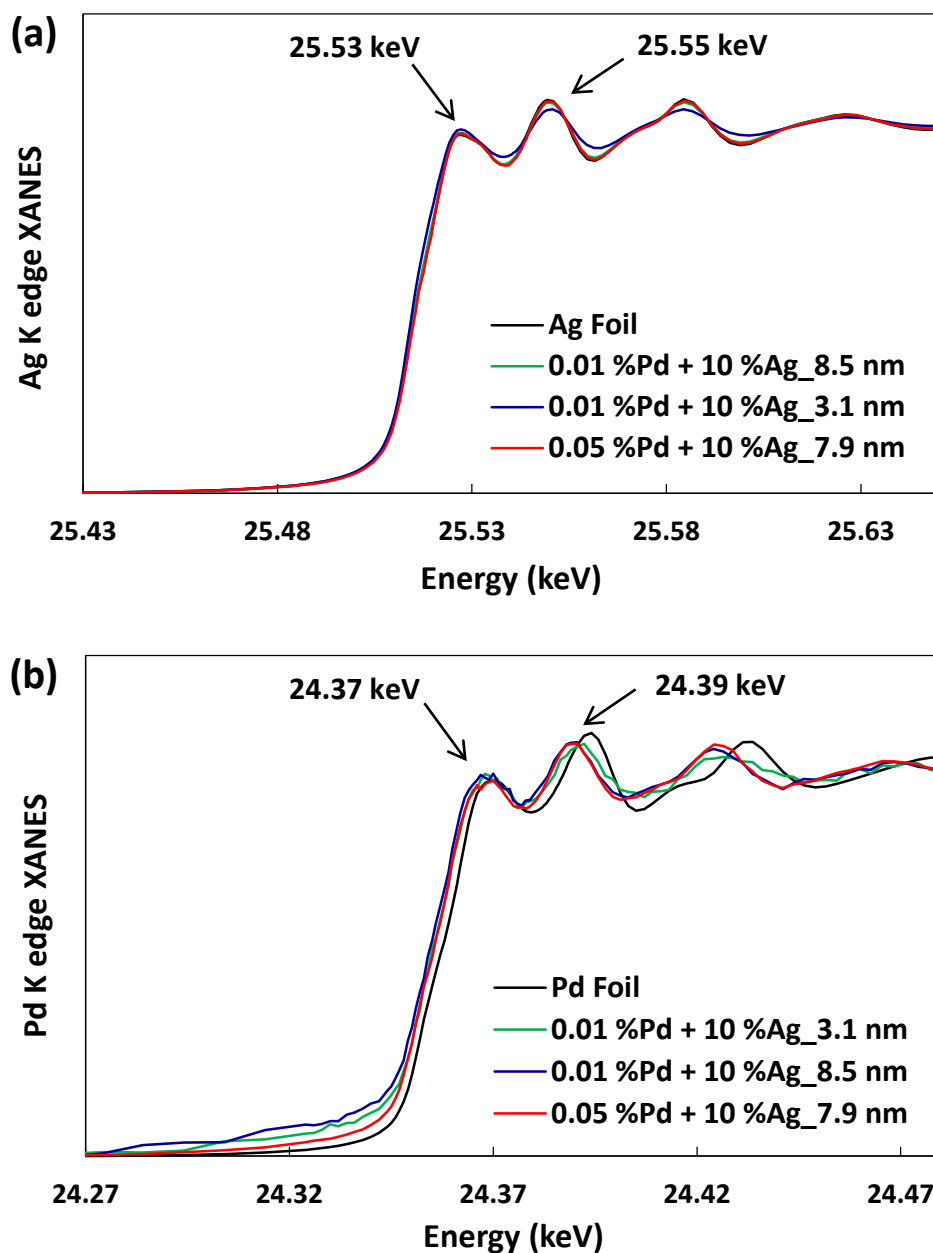 (a)
25.53 keV
25.55 keV
Ag K edge XANES
Ag Foil
0.01 %Pd + 10 %Ag_8.5 nm
0.01 %Pd + 10 %Ag_3.1 nm
0.05 %Pd + 10 %Ag_7.9 nm
25.43 25.48 25.53 25.58 25.63
Energy (keV)
(b)
24.37 keV
24.39 keV
Pd K edge XANES
Pd Foil
0.01 %Pd + 10 %Ag_3.1 nm
0.01 %Pd + 10 %Ag_8.5 nm
0.05 %Pd + 10 %Ag_7.9 nm
24.27 24.32 24.37 24.42 24.47
Energy (keV)